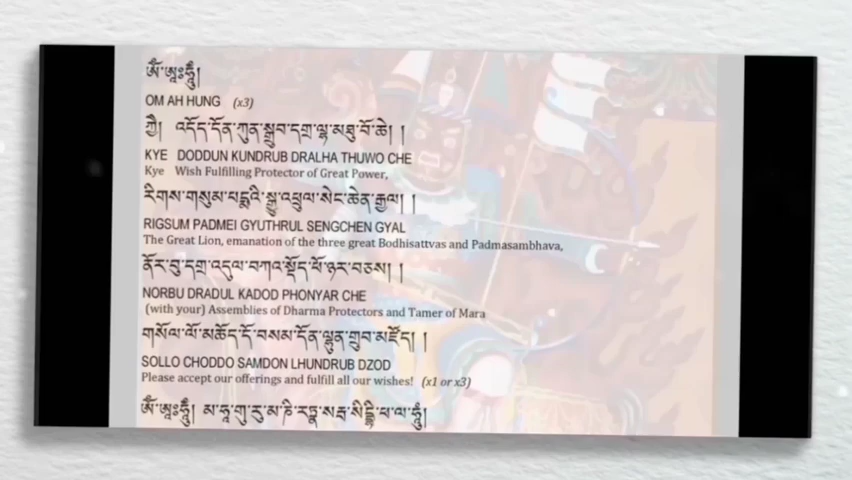 ༀ་ཨཱཿཧཱུྃ།
OM AH HUNG (x3)
ཀྱཻ། འདོད་དོན་ཀུན་སྒྲུབ་དགྲ་ལྷ་མཐུ་བོ་ཆེ། །
KYE DODDUN KUNDRUB DRALHA THUWO CHE
Kye Wish Fulfilling Protector of Great Power,
རིགས་གསུམ་པདྨའི་སྒྱུ་འཕྲུལ་སེང་ཆེན་རྒྱལ། །
RIGSUM PADMEI GYUTHRUL SENGCHEN GYAL
The Great Lion, emanation of the three great Bodhisattvas and Padmasambhava,
ནོར་བུ་དགྲ་འདུལ་བཀའ་སྡོད་ཕོ་ཉར་བཅས། །
NORBU DRADUL KADOD PHONYAR CHE
(with your) Assemblies of Dharma Protectors and Tamer of Mara
གསོལ་ལོ་མཆོད་དོ་བསམ་དོན་ལྷུན་གྲུབ་མཛོད། །
SOLLO CHODDO SAMDON LHUNDRUB DZOD
Please accept our offerings and fulfill all our wishes! (x1 or x3)
ༀ་ཨཱཿཧཱུྃ། མ་ཧཱ་གུ་རུ་མ་ཎི་རཏྣ་སརྦ་སིདྡྷི་ཕ་ལ་ཧཱུྃ།